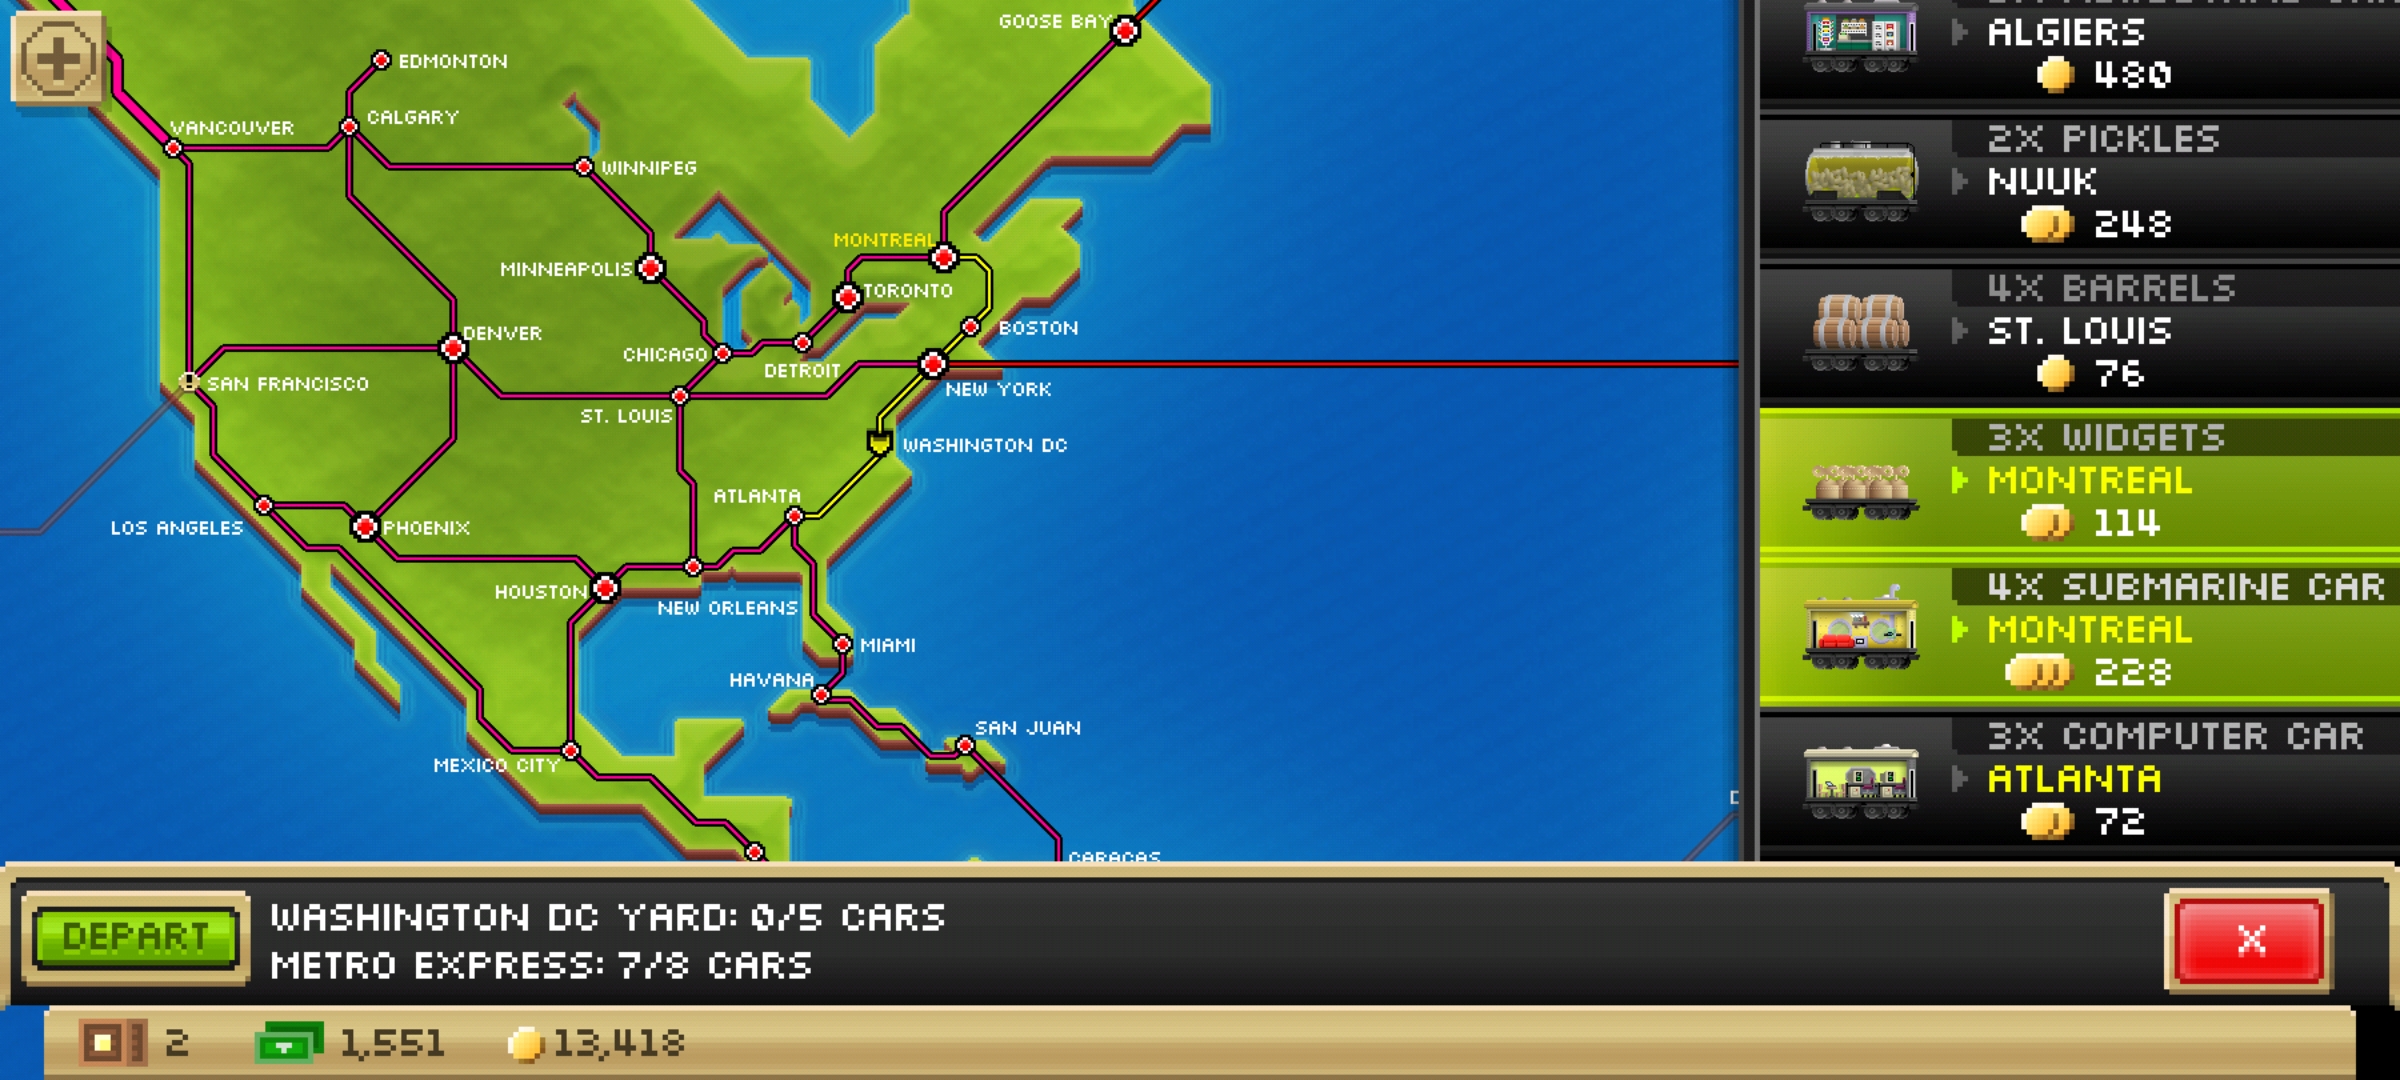 GOOSE BAY
EDMONTON
CALGARY
VANCOUVER
WINNIPEG
MONTREAL
MINNEAPOLIS
TORONTO
BOSTON
DENVER
CHICAGO
DETROIT
SAN FRANCISCO
NEW YORK
ST. LOUIS
WASHINGTON DC
ATLANTA
LOS ANGELES
PHOENIX
HOUSTON
NEW ORLEANS
MIAMI
HAVANA
SAN JUAN
MEXICO CITY
CARACAS
ALGIERS
480
2X PICKLES
NUUK
248
4X BARRELS
ST. LOUIS
76
3X WIDGETS
MONTREAL
114
4X SUBMARINE CAR
MONTREAL
228
3X COMPUTER CAR
ATLANTA
72
DEPART
WASHINGTON DC YARD: 0/5 CARS
METRO EXPRESS: 7/8 CARS
X
2
1,551
13,418